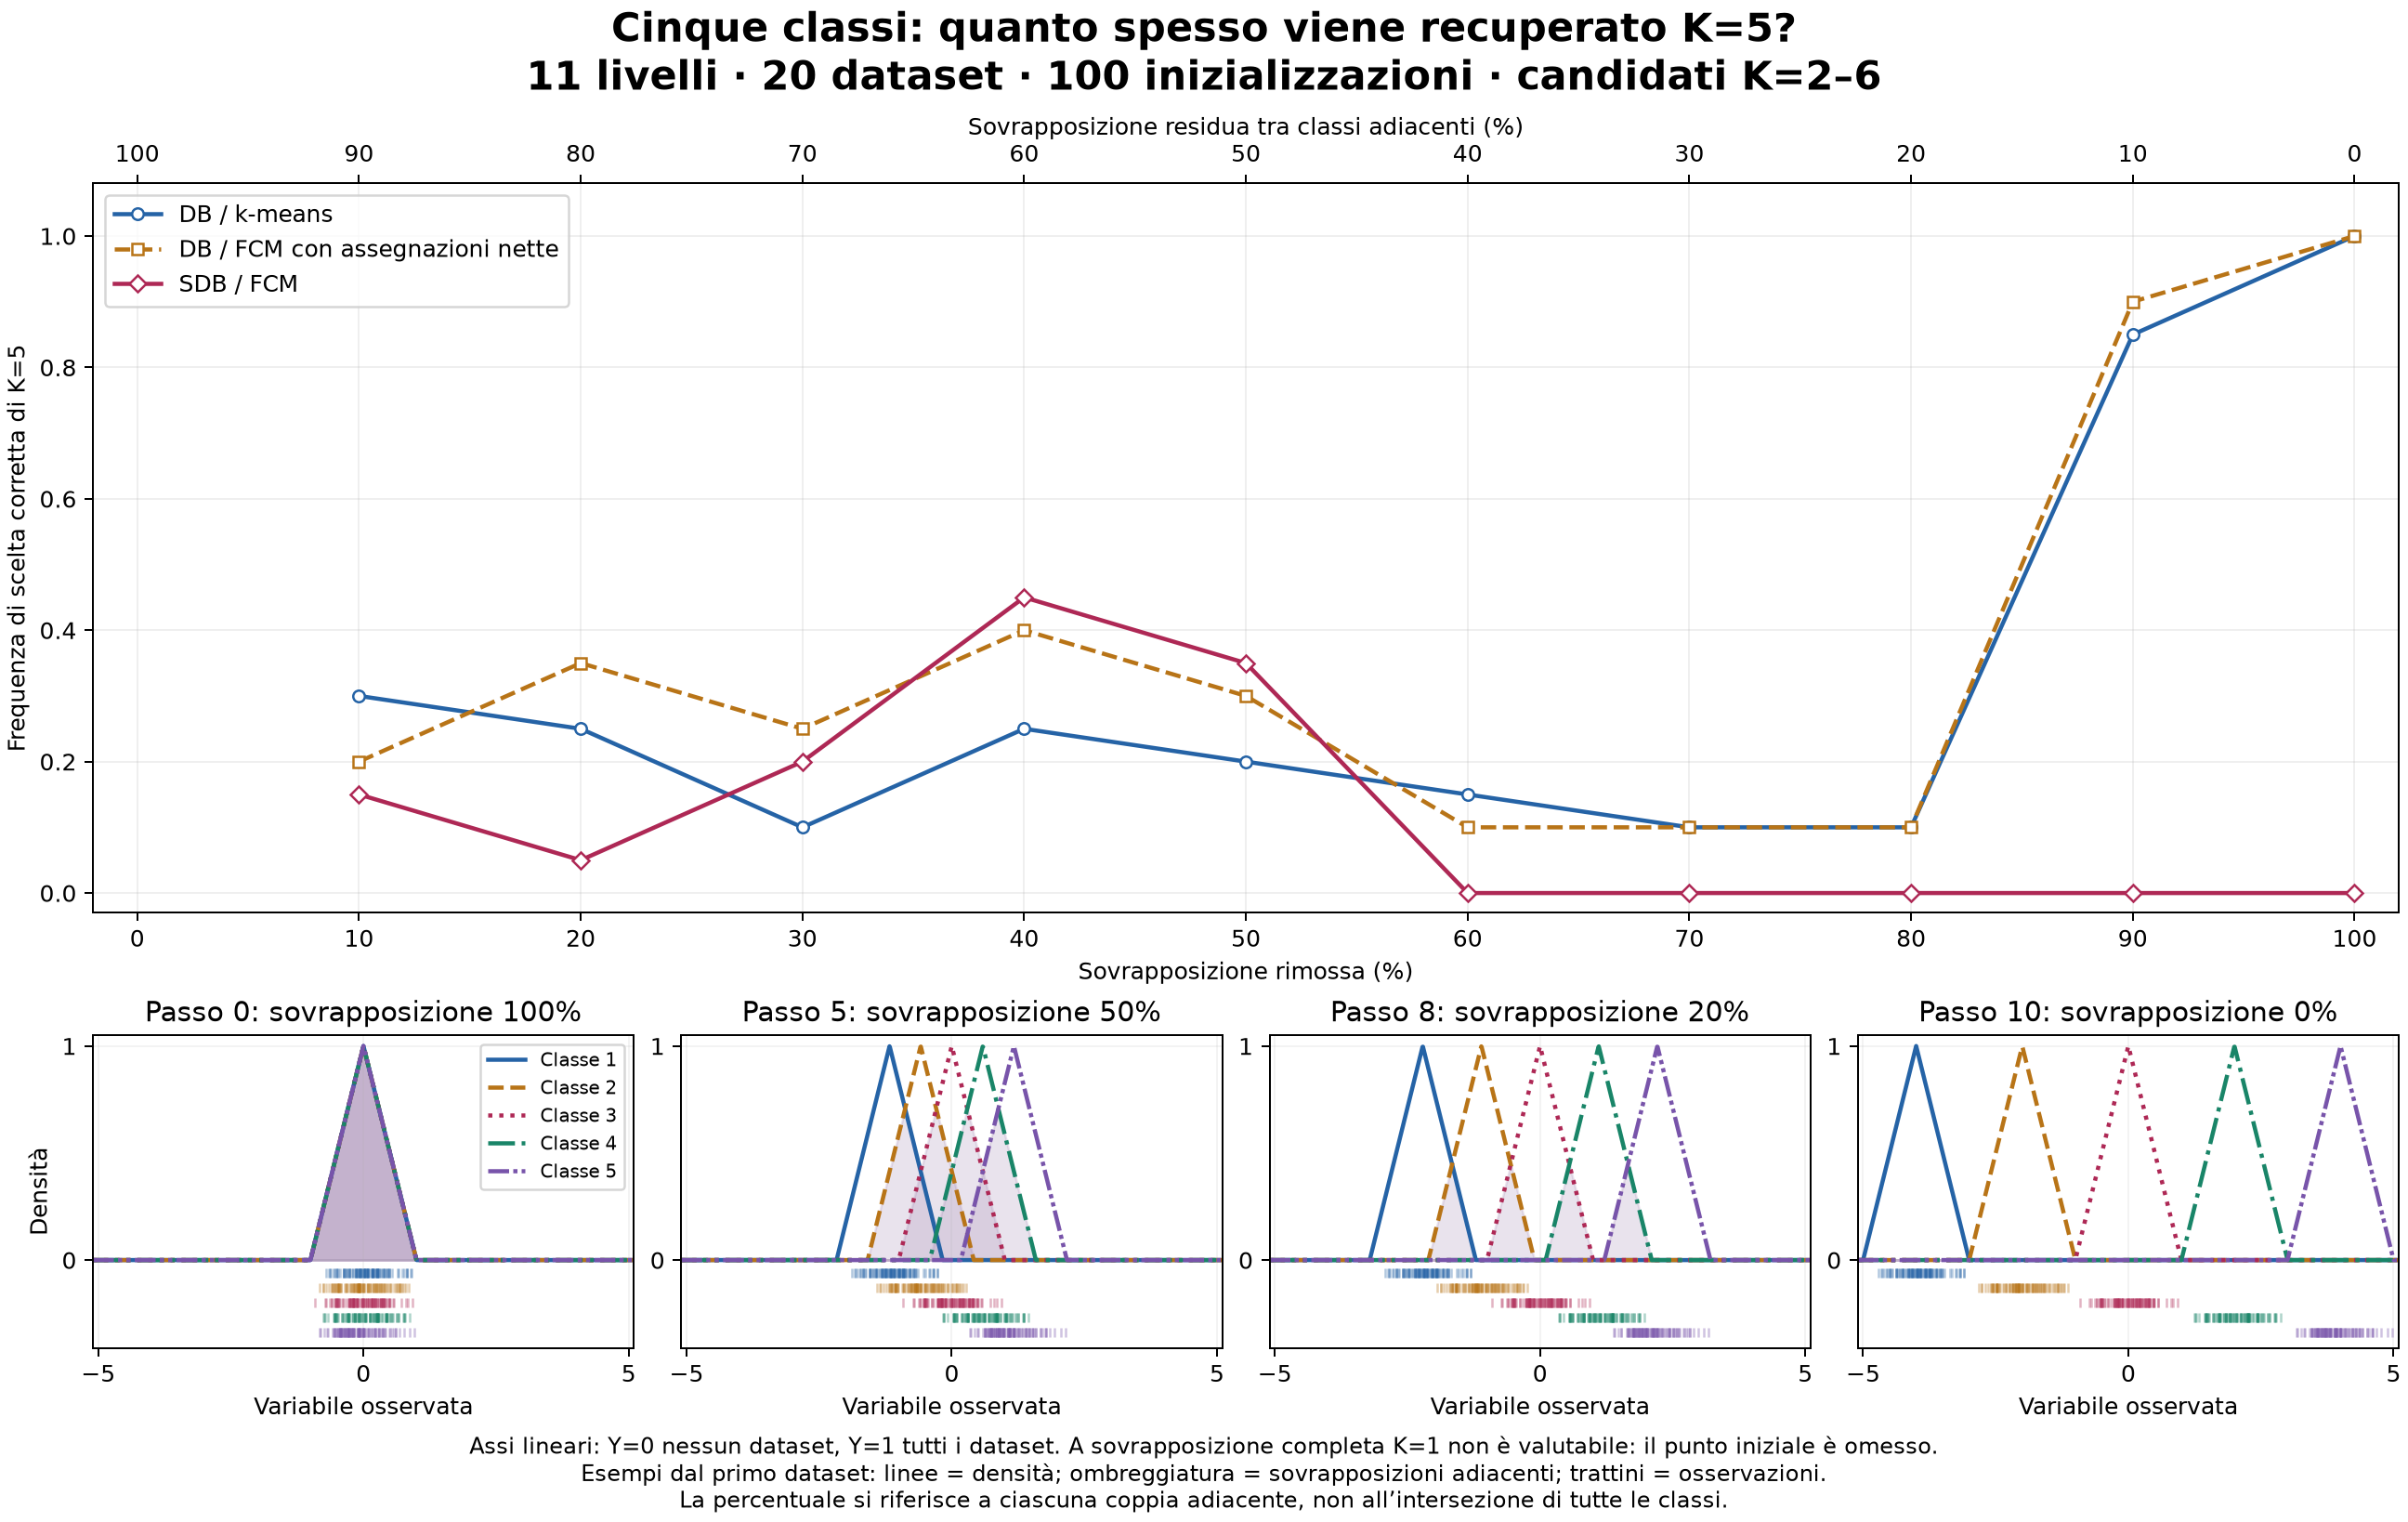 Cinque classi: quanto spesso viene recuperato K=5?
11 livelli · 20 dataset · 100 inizializzazioni · candidati K=2–6
Sovrapposizione residua tra classi adiacenti (%)
100 90 80 70 60 50 40 30 20 10 0
DB / k-means
DB / FCM con assegnazioni nette
SDB / FCM
Frequenza di scelta corretta di K=5
1.0
0.8
0.6
0.4
0.2
0.0
0 10 20 30 40 50 60 70 80 90 100
Sovrapposizione rimossa (%)
Passo 0: sovrapposizione 100%
Densità
1
0
Classe 1
Classe 2
Classe 3
Classe 4
Classe 5
−5 0 5
Variabile osservata
Passo 5: sovrapposizione 50%
1
0
−5 0 5
Variabile osservata
Passo 8: sovrapposizione 20%
1
0
−5 0 5
Variabile osservata
Passo 10: sovrapposizione 0%
1
0
−5 0 5
Variabile osservata
Assi lineari: Y=0 nessun dataset, Y=1 tutti i dataset. A sovrapposizione completa K=1 non è valutabile: il punto iniziale è omesso.
Esempi dal primo dataset: linee = densità; ombreggiatura = sovrapposizioni adiacenti; trattini = osservazioni.
La percentuale si riferisce a ciascuna coppia adiacente, non all’intersezione di tutte le classi.